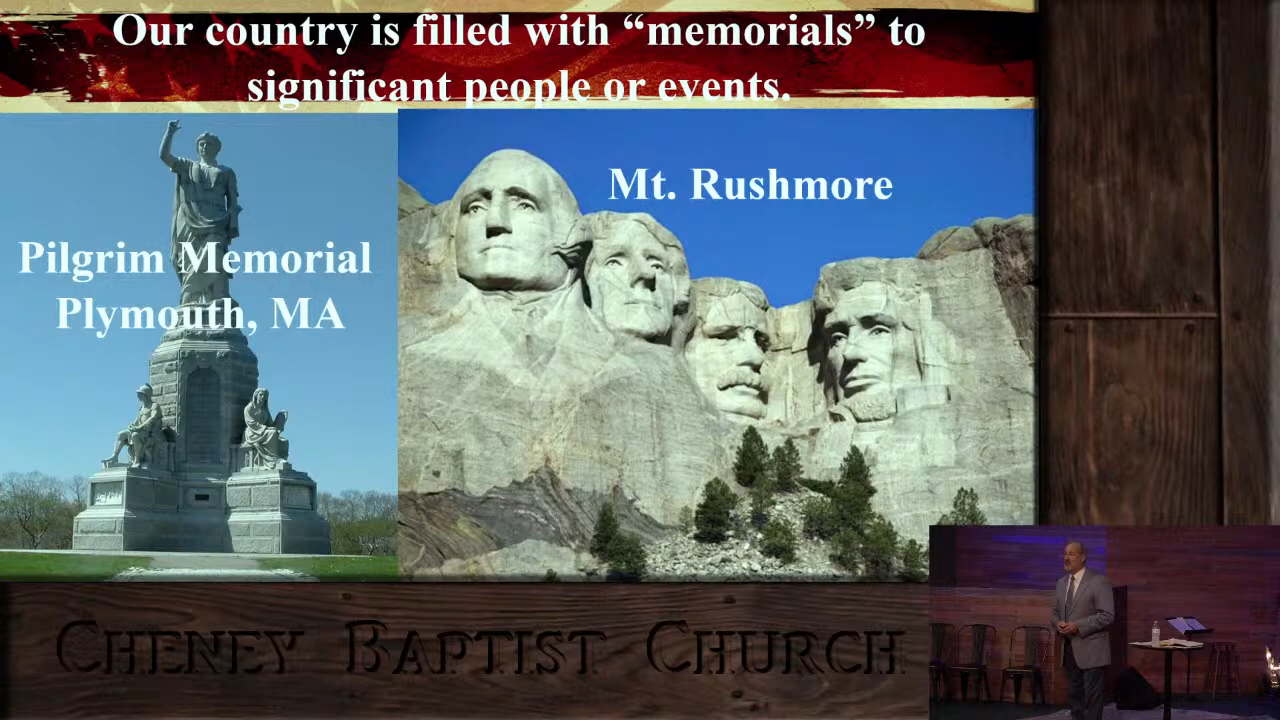 Our country is filled with “memorials” to
significant people or events.
Mt. Rushmore
Pilgrim Memorial
Plymouth, MA
Cheney Baptist Church